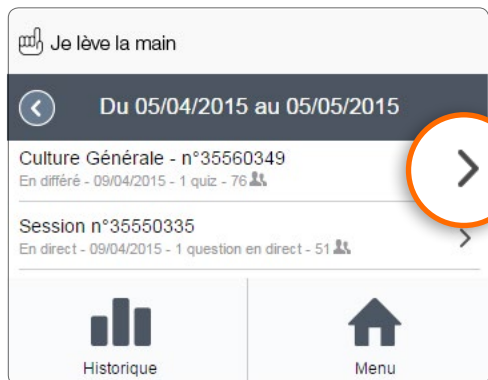 Je lève la main
Du 05/04/2015 au 05/05/2015
Culture Générale - n°35560349
En différé - 09/04/2015 - 1 quiz - 76
Session n°35550335
En direct - 09/04/2015 - 1 question en direct - 51
Historique
Menu